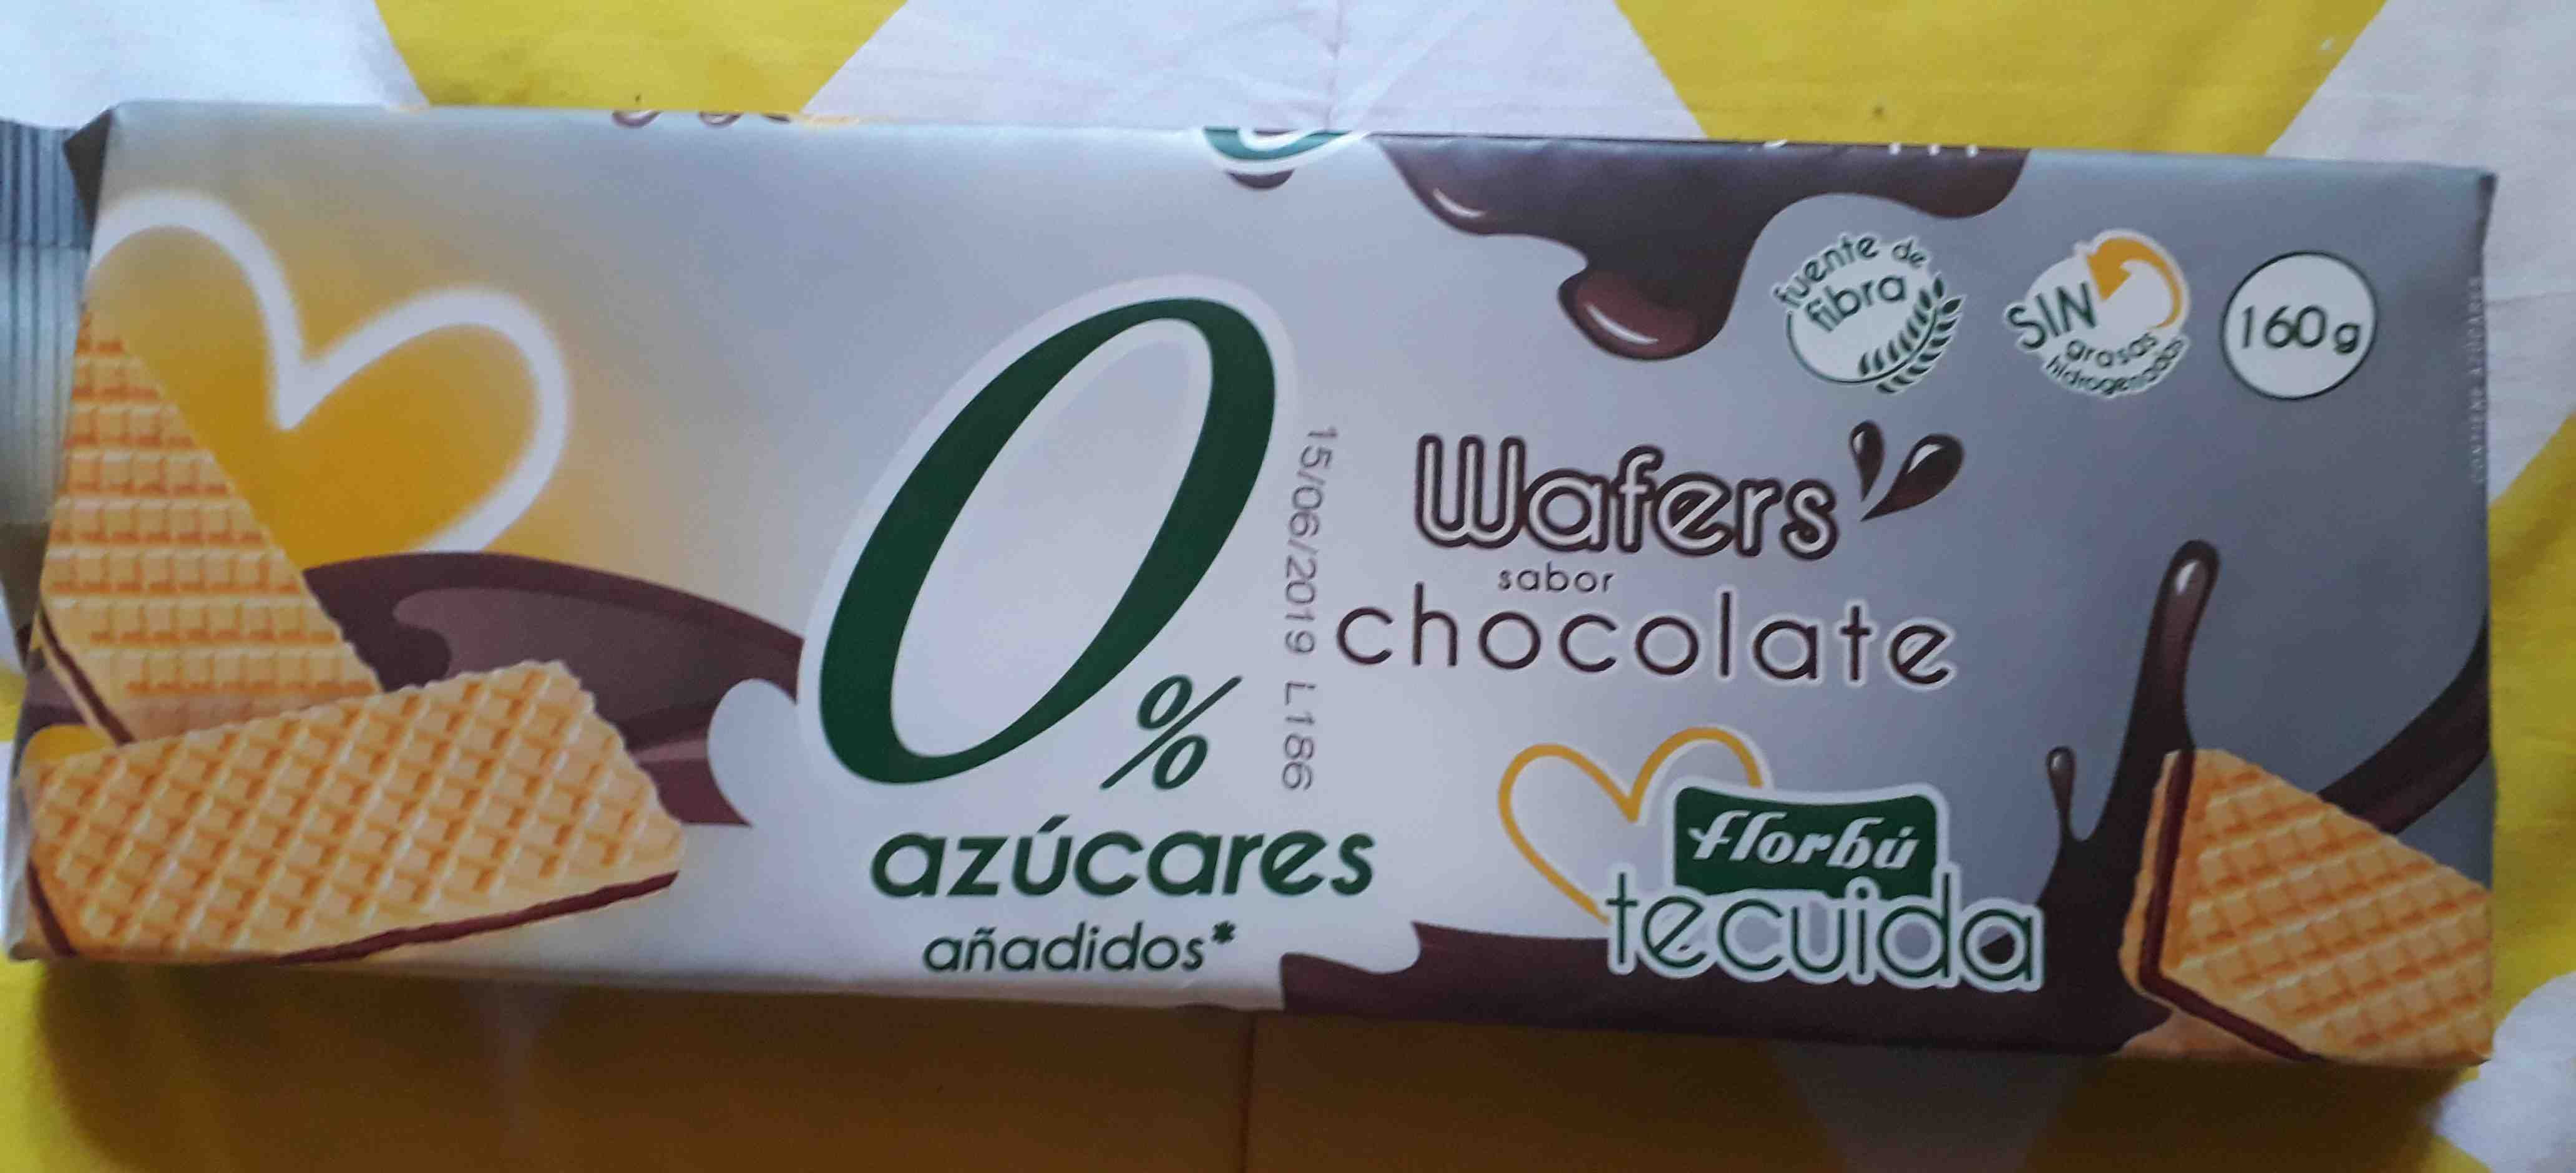 0%
azúcares
añadidos*
15/06/2019 L186
fuente de
fibra
SIN
grasas
hidrogenadas
160g
Wafers
sabor
chocolate
florbú
tecuida